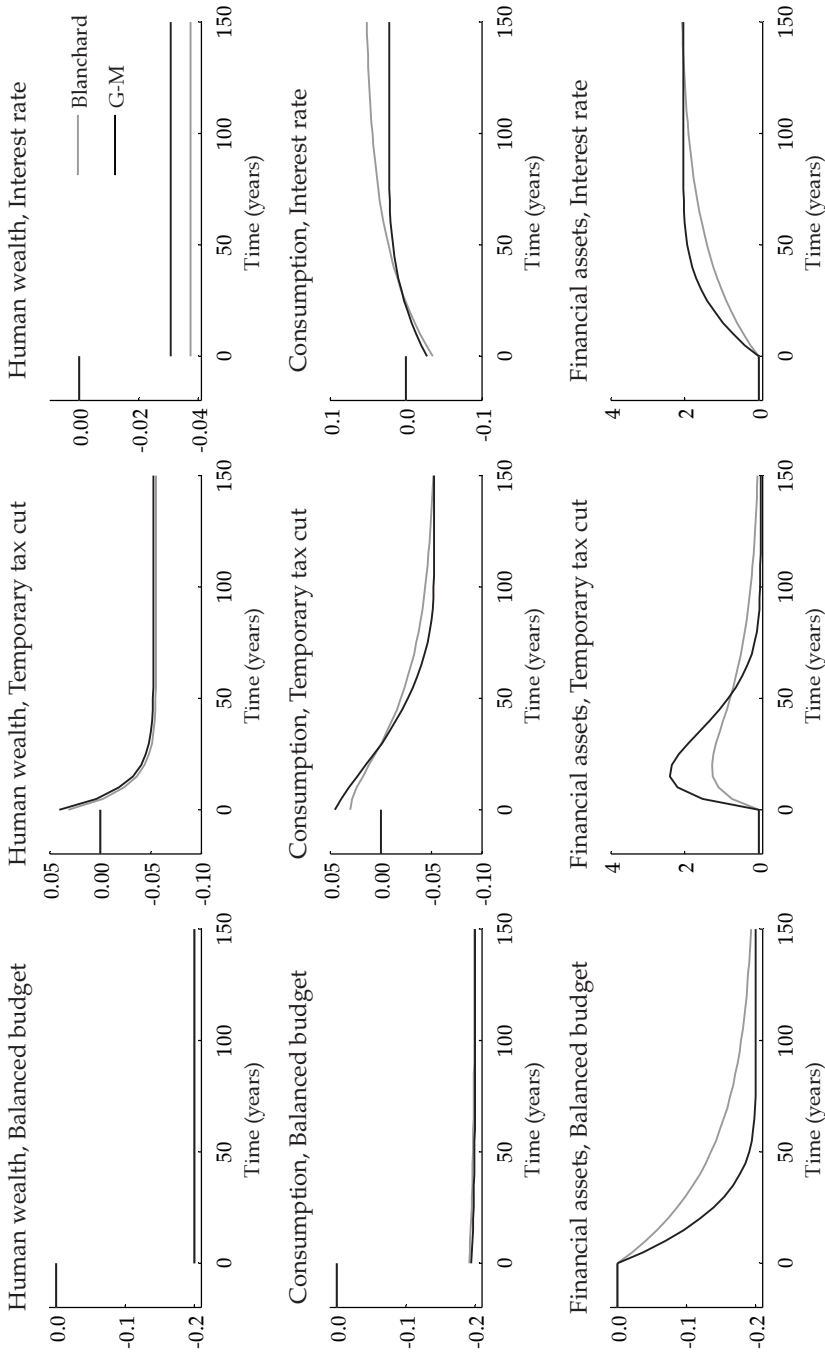 Human wealth, Balanced budget
0.0
-0.1
-0.2
0 50 100 150
Time (years)
Human wealth, Temporary tax cut
0.05
0.00
-0.05
-0.10
0 50 100 150
Time (years)
Human wealth, Interest rate
0.00
-0.02
-0.04
0 50 100 150
Time (years)
Blanchard
G-M
Consumption, Balanced budget
0.0
-0.1
-0.2
0 50 100 150
Time (years)
Consumption, Temporary tax cut
0.05
0.00
-0.05
-0.10
0 50 100 150
Time (years)
Consumption, Interest rate
0.1
0.0
-0.1
0 50 100 150
Time (years)
Financial assets, Balanced budget
0.0
-0.1
-0.2
0 50 100 150
Time (years)
Financial assets, Temporary tax cut
4
2
0
0 50 100 150
Time (years)
Financial assets, Interest rate
4
2
0
0 50 100 150
Time (years)